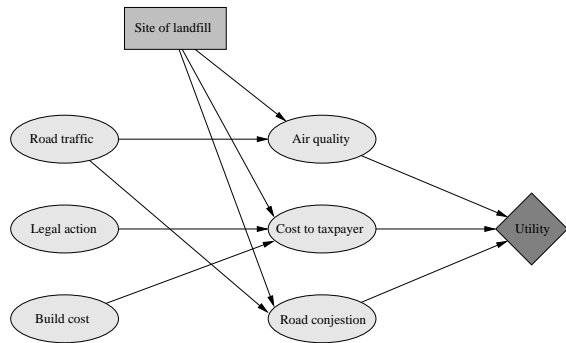 Site of landfill
Road traffic
Air quality
Legal action
Cost to taxpayer
Utility
Build cost
Road conjestion